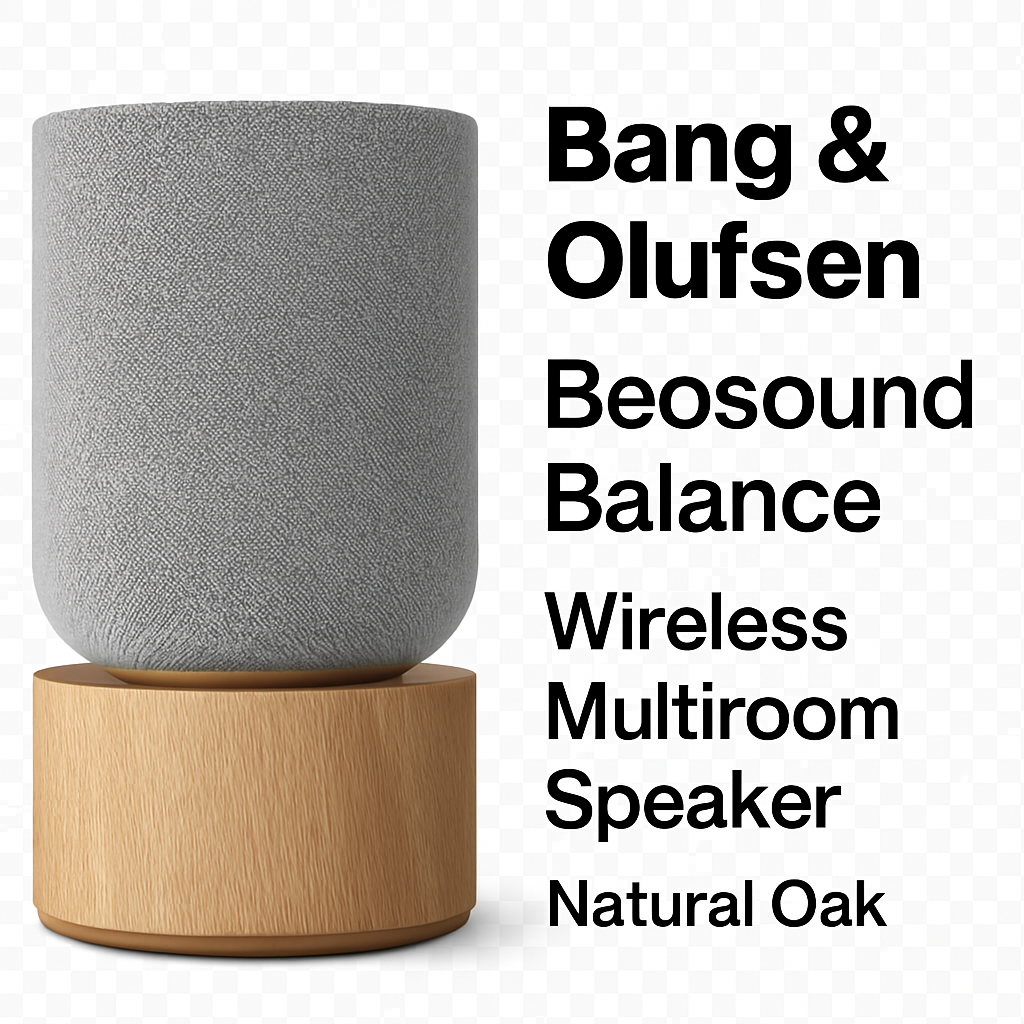 Bang &
Olufsen
Beosound
Balance
Wireless
Multiroom
Speaker
Natural Oak